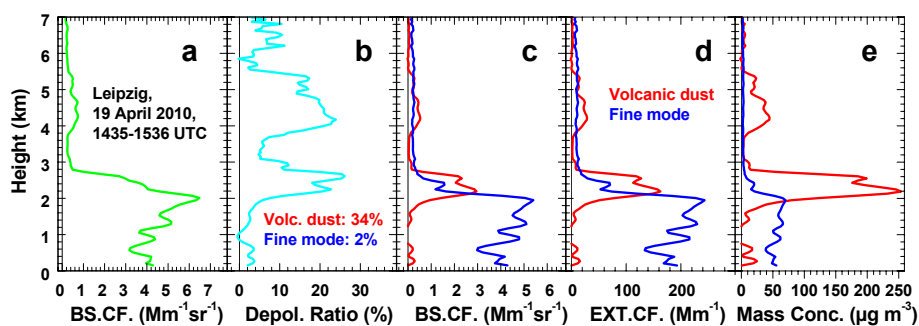 a
b
c
d
e
Height (km)
7
6
5
4
3
2
1
0
Leipzig,
19 April 2010,
1435-1536 UTC
Volc. dust: 34%
Fine mode: 2%
Volcanic dust
Fine mode
0 1 2 3 4 5 6 7
0 10 20 30
0 2 4 6
0 100 200
0 50 100 150 200 250
BS.CF. (Mm⁻¹sr⁻¹)
Depol. Ratio (%)
BS.CF. (Mm⁻¹sr⁻¹)
EXT.CF. (Mm⁻¹)
Mass Conc. (µg m⁻³)